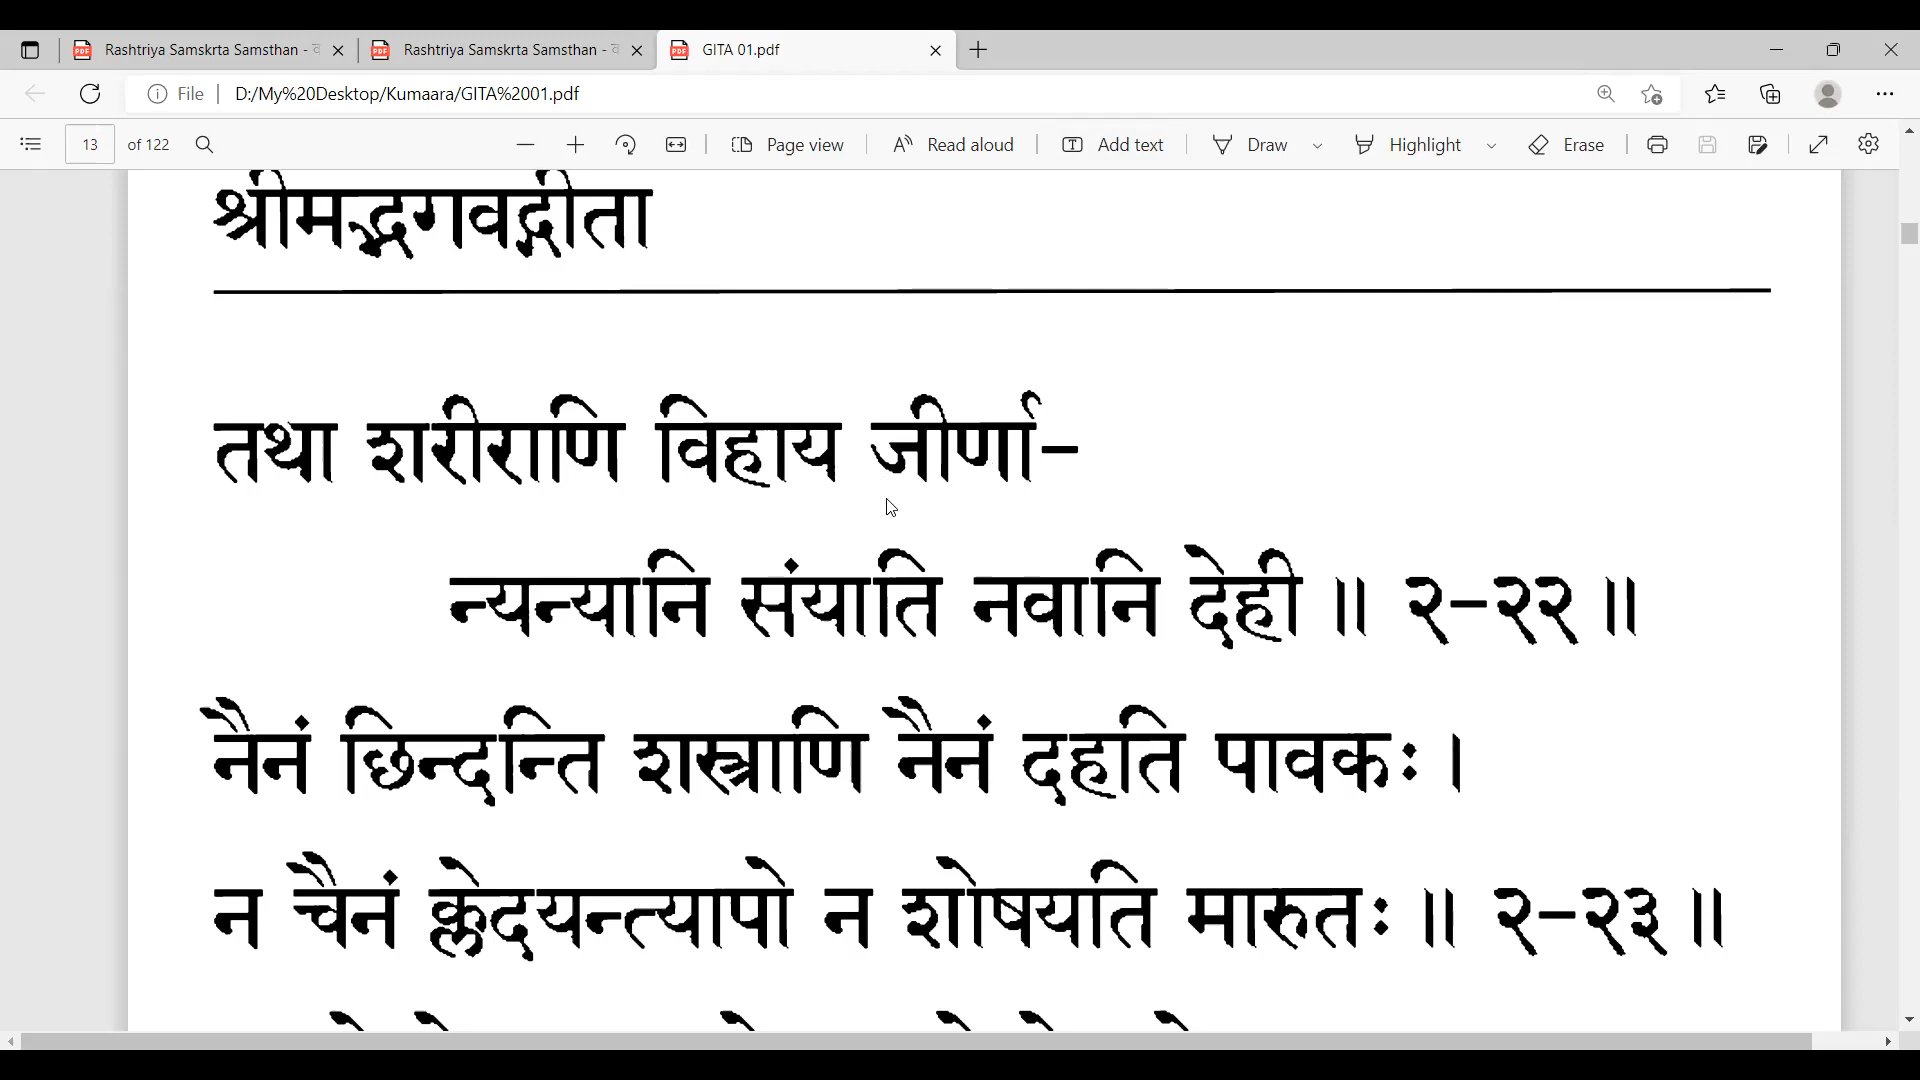 Rashtriya Samskrta Samsthan -
Rashtriya Samskrta Samsthan -
GITA 01.pdf
File
D:/My%20Desktop/Kumaara/GITA%2001.pdf
13 of 122
Page view
Read aloud
Add text
Draw
Highlight
Erase
श्रीमद्भगवद्गीता
तथा शरीराणि विहाय जीर्णा-
न्यन्यानि संयाति नवानि देही ॥ २-२२ ॥
नैनं छिन्दन्ति शस्त्राणि नैनं दहति पावकः ।
न चैनं क्लेदयन्त्यापो न शोषयति मारुतः ॥ २-२३ ॥